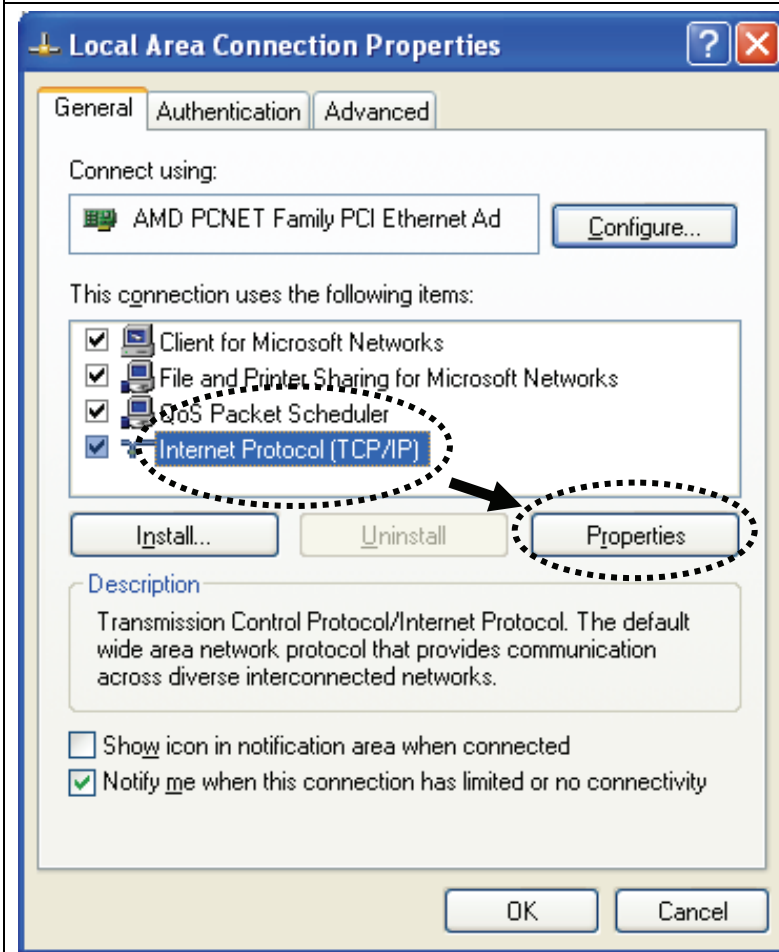 Local Area Connection Properties
General Authentication Advanced
Connect using:
AMD PCNET Family PCI Ethernet Ad Configure...
This connection uses the following items:
Client for Microsoft Networks
File and Printer Sharing for Microsoft Networks
QoS Packet Scheduler
Internet Protocol (TCP/IP)
Install... Uninstall Properties
Description
Transmission Control Protocol/Internet Protocol. The default
wide area network protocol that provides communication
across diverse interconnected networks.
Show icon in notification area when connected
Notify me when this connection has limited or no connectivity
OK Cancel